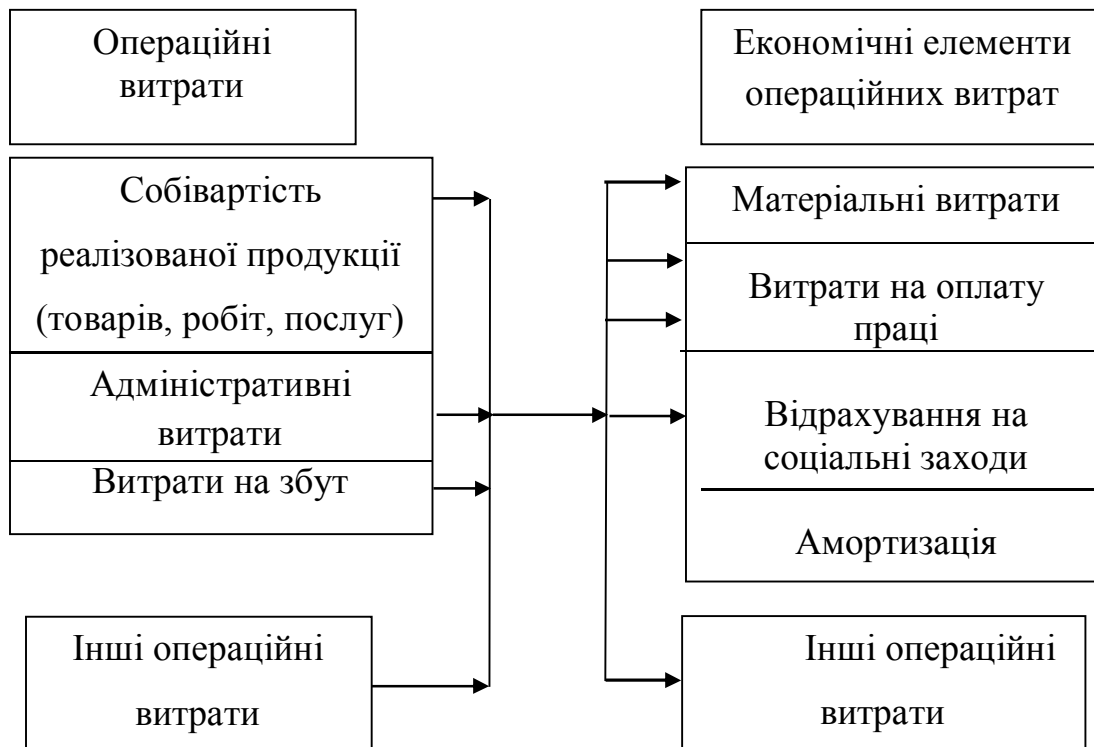 Операційні
витрати
Економічні елементи
операційних витрат
Собівартість
реалізованої продукції
(товарів, робіт, послуг)
Адміністративні
витрати
Витрати на збут
Інші операційні
витрати
Матеріальні витрати
Витрати на оплату
праці
Відрахування на
соціальні заходи
Амортизація
Інші операційні
витрати